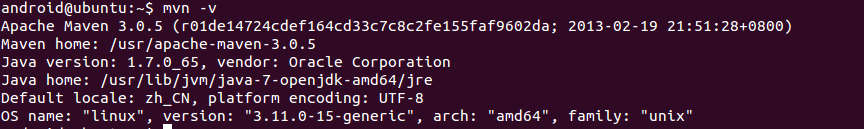 android@ubuntu:~$ mvn -v
Apache Maven 3.0.5 (r01de14724cdef164cd33c7c8c2fe155faf9602da; 2013-02-19 21:51:28+0800)
Maven home: /usr/apache-maven-3.0.5
Java version: 1.7.0_65, vendor: Oracle Corporation
Java home: /usr/lib/jvm/java-7-openjdk-amd64/jre
Default locale: zh_CN, platform encoding: UTF-8
OS name: "linux", version: "3.11.0-15-generic", arch: "amd64", family: "unix"